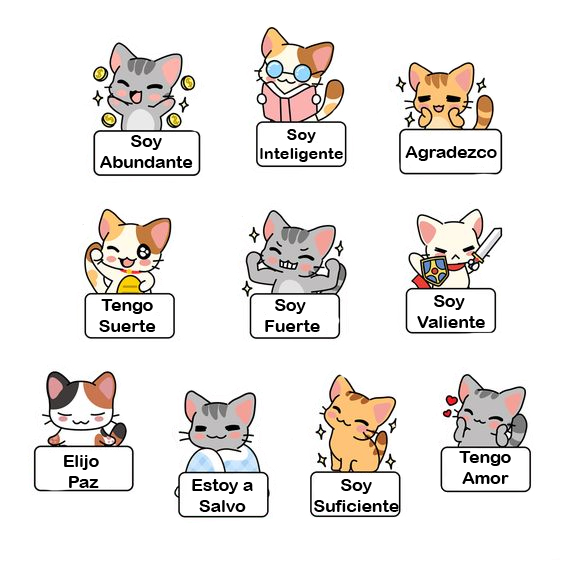 Soy
Abundante
Soy
Inteligente
Agradezco
Tengo
Suerte
Soy
Fuerte
Soy
Valiente
Elijo
Paz
Estoy a
Salvo
Soy
Suficiente
Tengo
Amor